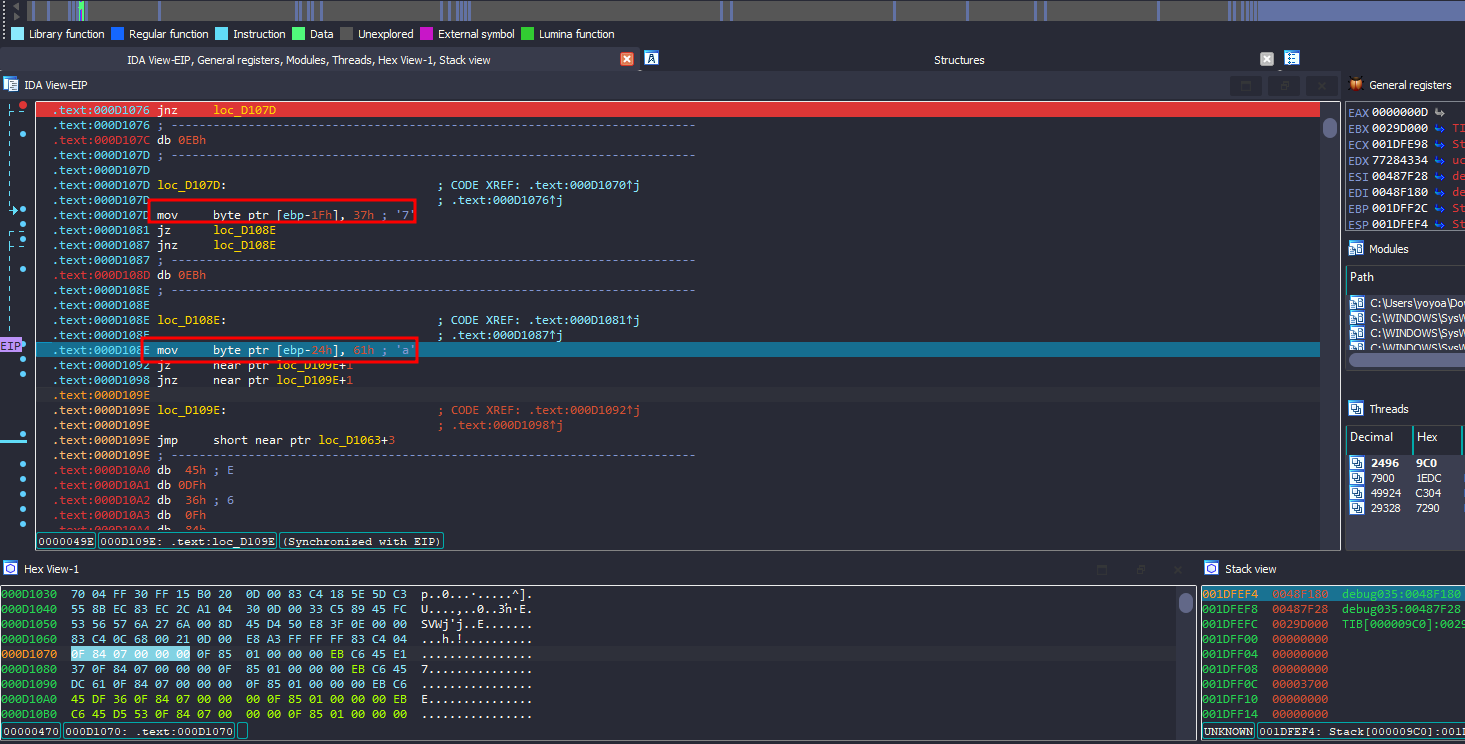 Library function Regular function Instruction Data Unexplored External symbol Lumina function
IDA View-EIP, General registers, Modules, Threads, Hex View-1, Stack view Structures
IDA View-EIP
.text:000D1076 jnz loc_D107D
.text:000D1076 ; ---------------------------------------------------------------------------
.text:000D107C db 0EBh
.text:000D107D ; ---------------------------------------------------------------------------
.text:000D107D
.text:000D107D loc_D107D: ; CODE XREF: .text:000D1070↑j
.text:000D107D ; .text:000D1076↑j
.text:000D107D mov byte ptr [ebp-1Fh], 37h ; '7'
.text:000D1081 jz loc_D108E
.text:000D1087 jnz loc_D108E
.text:000D1087 ; ---------------------------------------------------------------------------
.text:000D108D db 0EBh
.text:000D108E ; ---------------------------------------------------------------------------
.text:000D108E
.text:000D108E loc_D108E: ; CODE XREF: .text:000D1081↑j
.text:000D108E ; .text:000D1087↑j
EIP .text:000D108E mov byte ptr [ebp-24h], 61h ; 'a'
.text:000D1092 jz near ptr loc_D109E+1
.text:000D1098 jnz near ptr loc_D109E+1
.text:000D109E
.text:000D109E loc_D109E: ; CODE XREF: .text:000D1092↑j
.text:000D109E ; .text:000D1098↑j
.text:000D109E jmp short near ptr loc_D1063+3
.text:000D109E ; ---------------------------------------------------------------------------
.text:000D10A0 db 45h ; E
.text:000D10A1 db 0DFh
.text:000D10A2 db 36h ; 6
.text:000D10A3 db 0Fh
.text:000D10A4 db 84h
0000049E 000D109E: .text:loc_D109E (Synchronized with EIP)
General registers
EAX 0000000D
EBX 0029D000 TI
ECX 001DFE98 St
EDX 77284334 uc
ESI 00487F28 de
EDI 0048F180 de
EBP 001DFF2C St
ESP 001DFEF4 St
Modules
Path
C:\Users\yoyoa\Dov
C:\WINDOWS\SysW
C:\WINDOWS\SysW
C:\WINDOWS\SysW
Threads
Decimal Hex
2496 9C0
7900 1EDC
49924 C304
29328 7290
Hex View-1
000D1030 70 04 FF 30 FF 15 B0 20 0D 00 83 C4 18 5E 5D C3 p..0...·.....^].
000D1040 55 8B EC 83 EC 2C A1 04 30 0D 00 33 C5 89 45 FC U....,..0..3ň·E.
000D1050 53 56 57 6A 27 6A 00 8D 45 D4 50 E8 3F 0E 00 00 SVWj'j..E.......
000D1060 83 C4 0C 68 00 21 0D 00 E8 A3 FF FF FF 83 C4 04 ...h.!..........
000D1070 0F 84 07 00 00 00 0F 85 01 00 00 00 EB C6 45 E1 ................
000D1080 37 0F 84 07 00 00 00 0F 85 01 00 00 00 EB C6 45 7...............
000D1090 DC 61 0F 84 07 00 00 00 0F 85 01 00 00 00 EB C6 ................
000D10A0 45 DF 36 0F 84 07 00 00 00 0F 85 01 00 00 00 EB E...............
000D10B0 C6 45 D5 53 0F 84 07 00 00 00 0F 85 01 00 00 00 ................
00000470 000D1070: .text:000D1070
Stack view
001DFEF4 0048F180 debug035:0048F180
001DFEF8 00487F28 debug035:00487F28
001DFEFC 0029D000 TIB[000009C0]:0029
001DFF00 00000000
001DFF04 00000000
001DFF08 00000000
001DFF0C 00003700
001DFF10 00000000
001DFF14 00000000
UNKNOWN 001DFEF4: Stack[000009C0]:001D